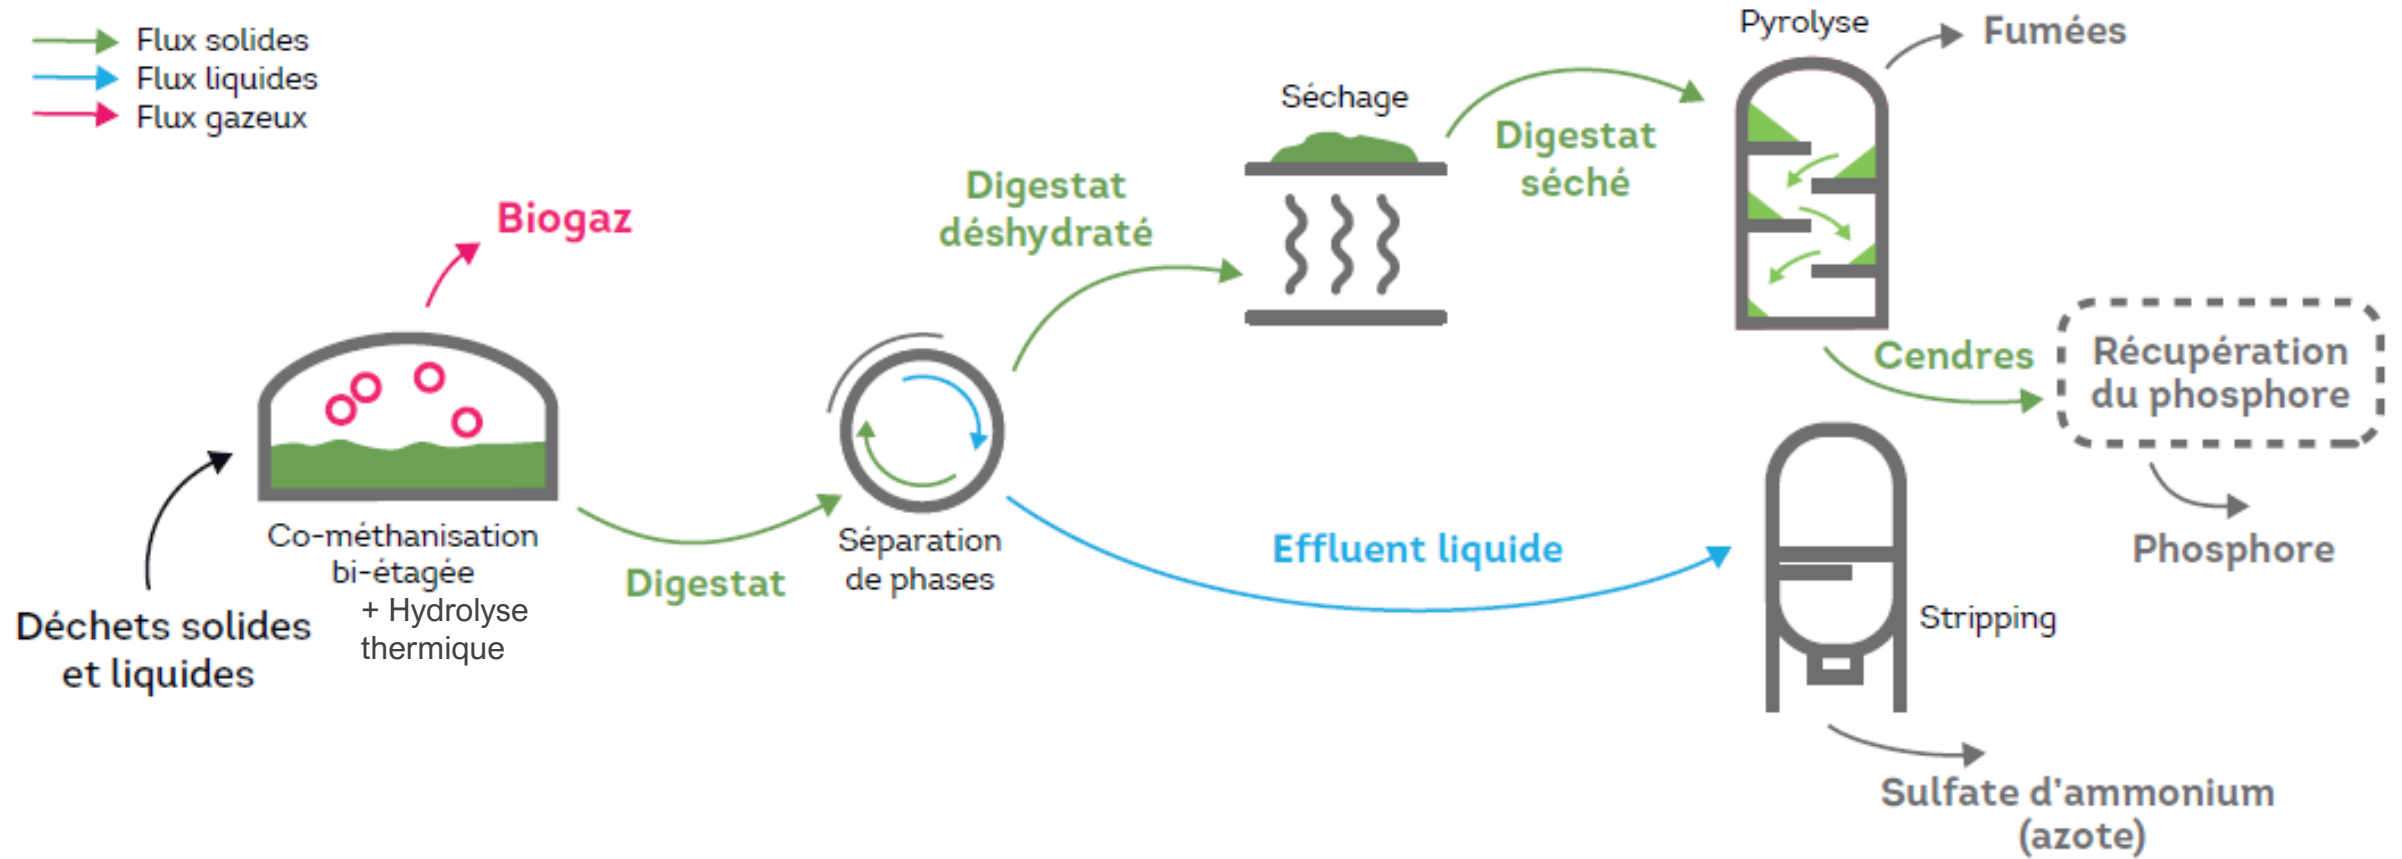 Flux solides
Flux liquides
Flux gazeux
Déchets solides
et liquides
Co-méthanisation
bi-étagée
+ Hydrolyse
thermique
Biogaz
Digestat
Séparation
de phases
Digestat
déshydraté
Séchage
Digestat
séché
Pyrolyse
Fumées
Cendres
Récupération
du phosphore
Phosphore
Effluent liquide
Stripping
Sulfate d'ammonium
(azote)